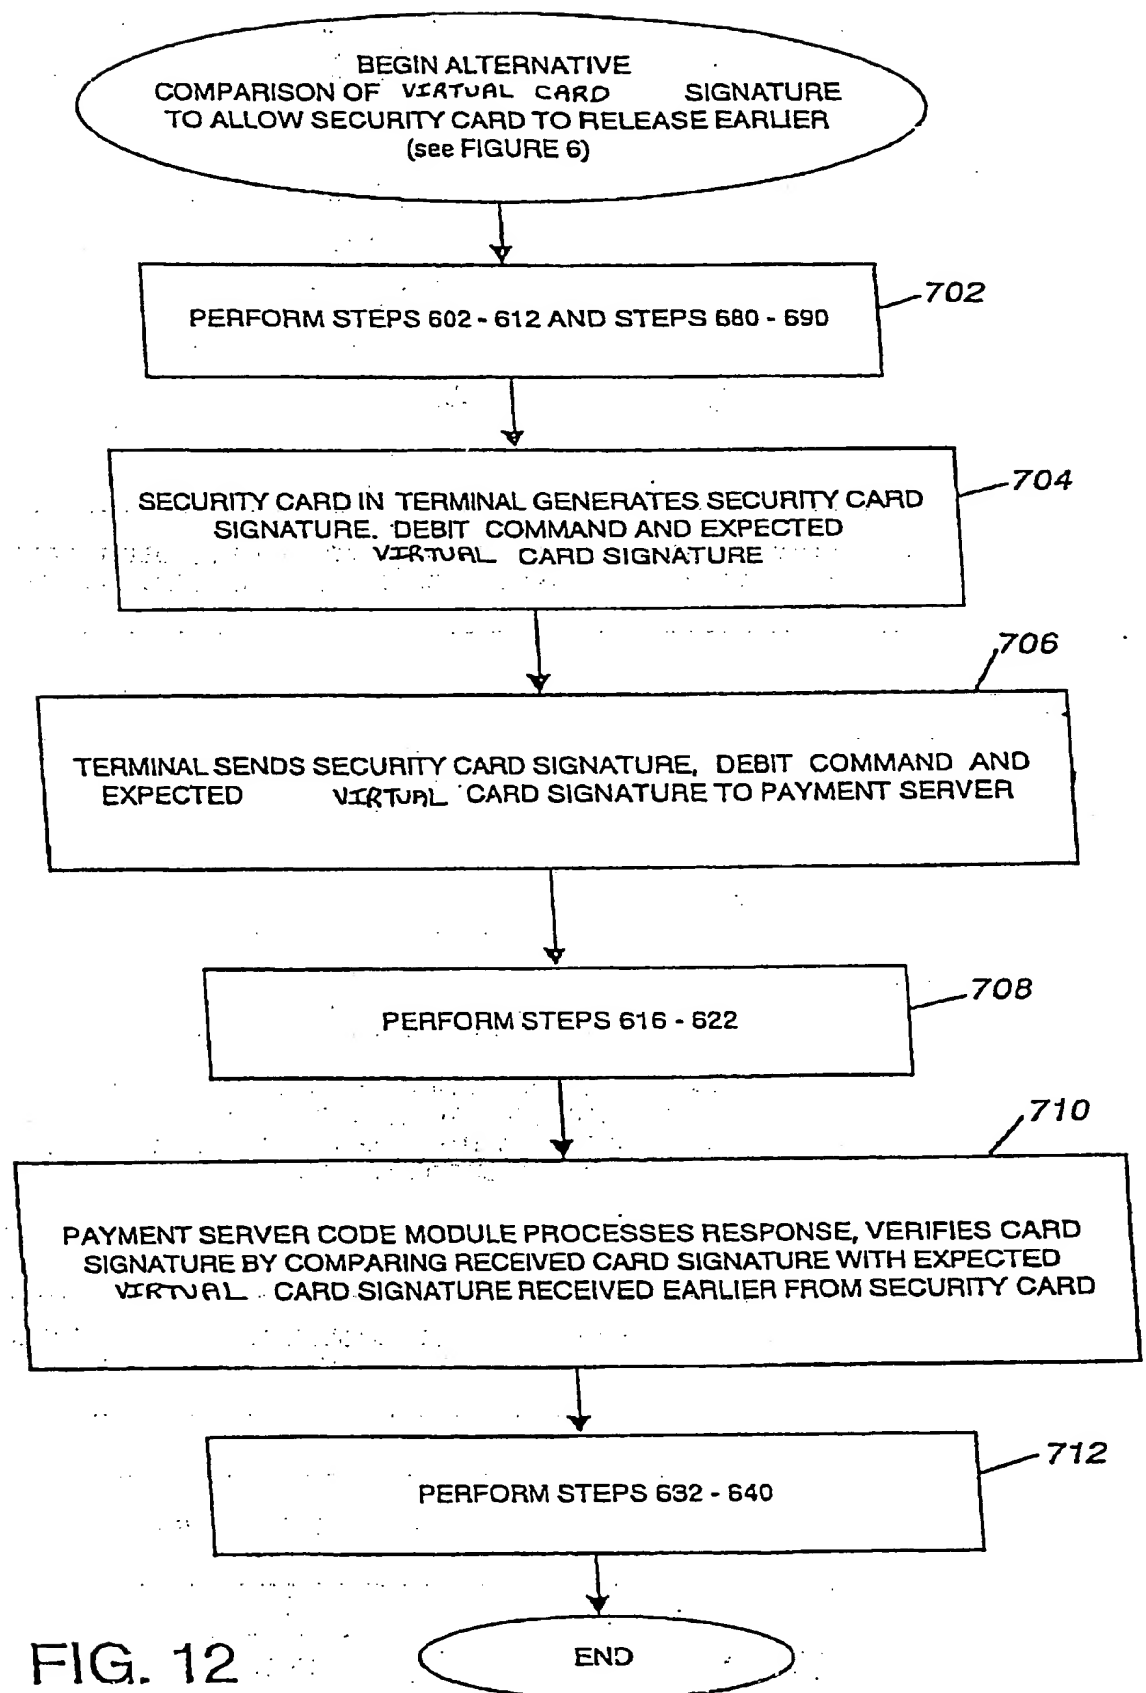 BEGIN ALTERNATIVE
COMPARISON OF VIRTUAL CARD SIGNATURE
TO ALLOW SECURITY CARD TO RELEASE EARLIER
(see FIGURE 6)
702
PERFORM STEPS 602 - 612 AND STEPS 680 - 690
704
SECURITY CARD IN TERMINAL GENERATES SECURITY CARD
SIGNATURE. DEBIT COMMAND AND EXPECTED
VIRTUAL CARD SIGNATURE
706
TERMINAL SENDS SECURITY CARD SIGNATURE, DEBIT COMMAND AND
EXPECTED VIRTUAL CARD SIGNATURE TO PAYMENT SERVER
708
PERFORM STEPS 616 - 622
710
PAYMENT SERVER CODE MODULE PROCESSES RESPONSE, VERIFIES CARD
SIGNATURE BY COMPARING RECEIVED CARD SIGNATURE WITH EXPECTED
VIRTUAL CARD SIGNATURE RECEIVED EARLIER FROM SECURITY CARD
712
PERFORM STEPS 632 - 640
END
FIG. 12